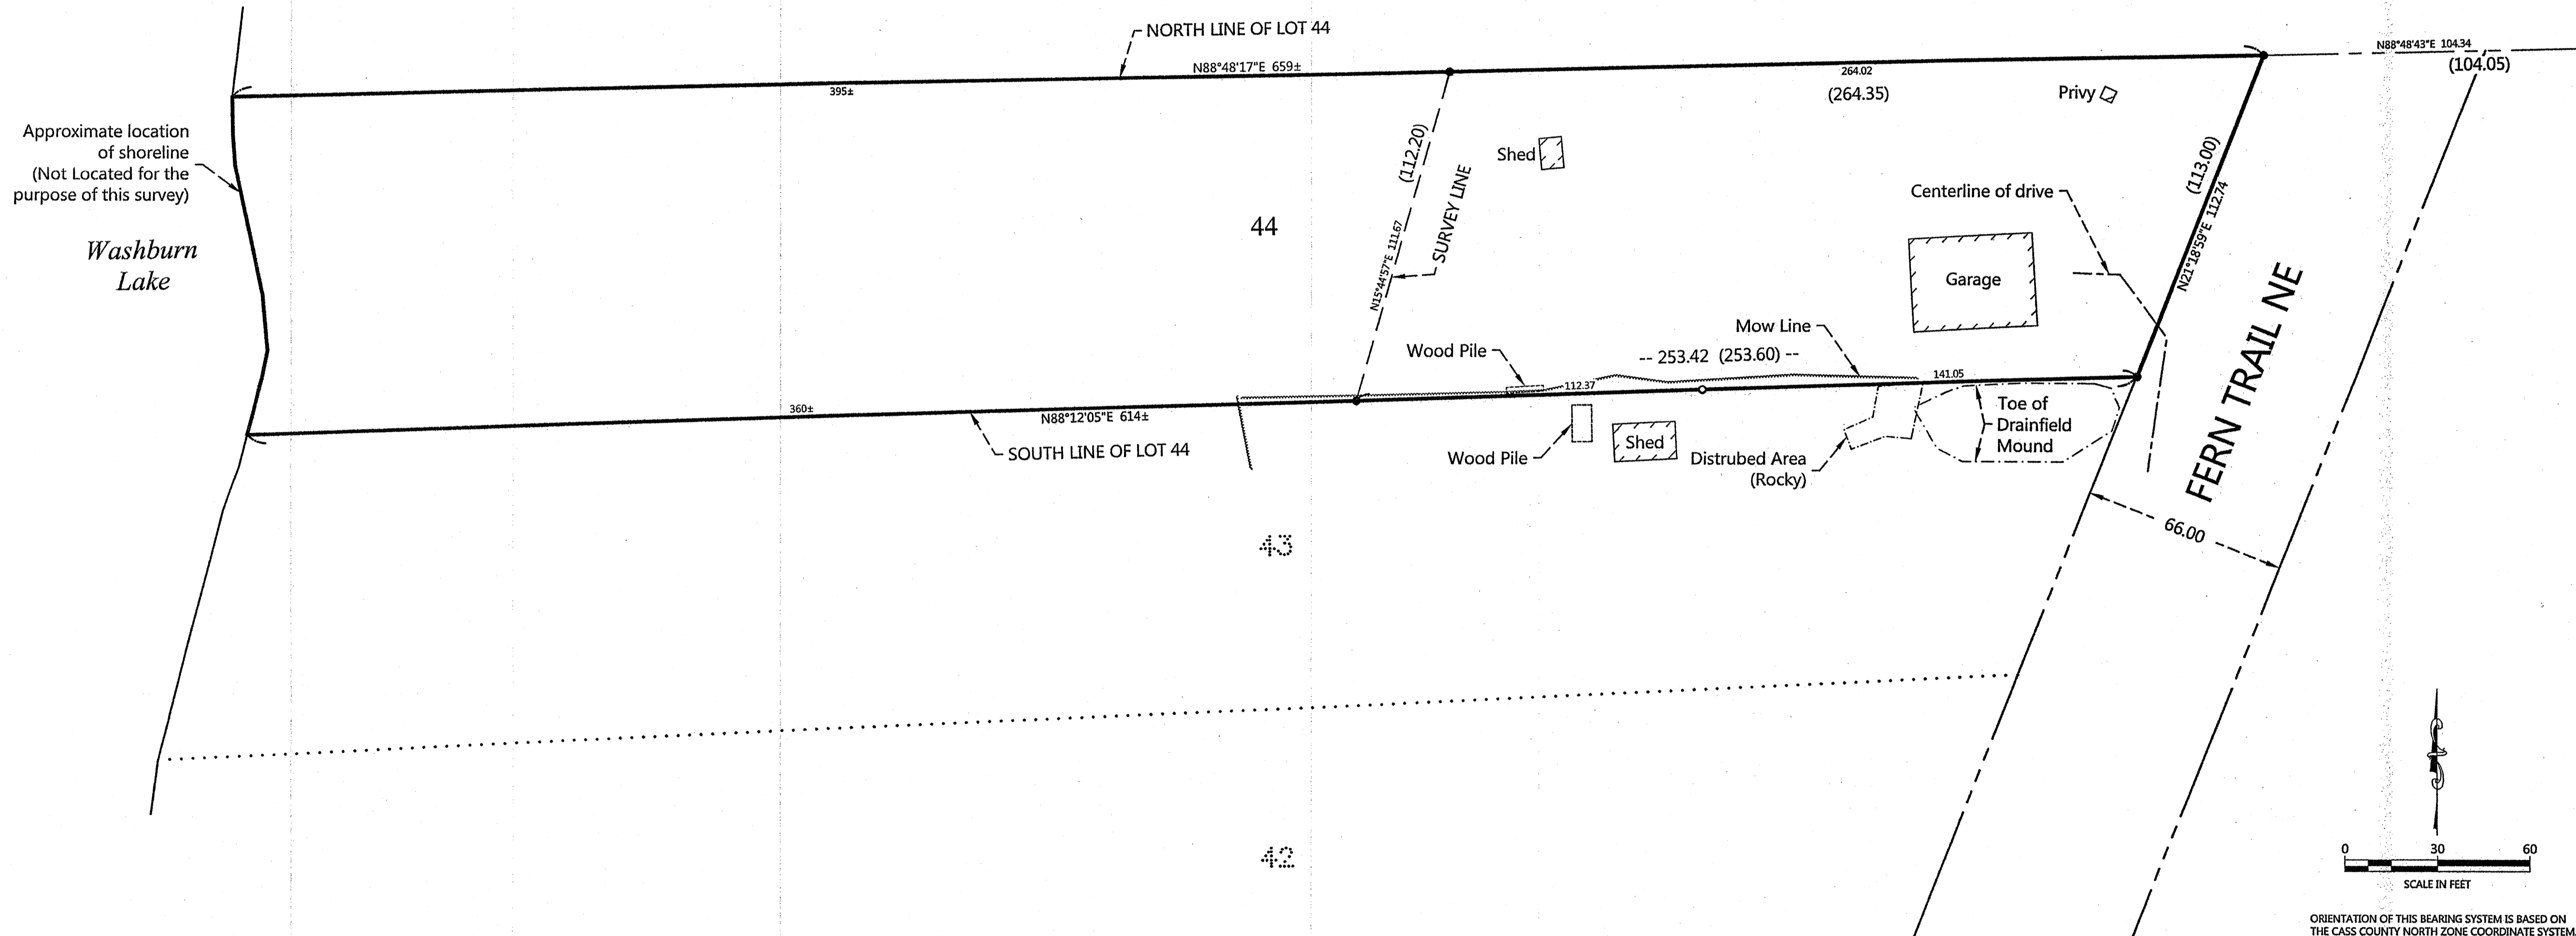 NORTH LINE OF LOT 44
N88°48'43"E 104.34
(104.05)
N88°48'17"E 659±
395±
264.02
(264.35)
Privy
Approximate location
of shoreline
(Not Located for the
purpose of this survey)
Washburn
Lake
(112.20)
N15°44'57"E 111.67
SURVEY LINE
Shed
44
Centerline of drive
(113.00)
N21°18'59"E 112.74
Garage
FERN TRAIL NE
66.00
Mow Line
Wood Pile
-- 253.42 (253.60) --
112.37
141.05
360±
N88°12'05"E 614±
SOUTH LINE OF LOT 44
Wood Pile
Shed
Distrubed Area
(Rocky)
Toe of
Drainfield
Mound
43
42
0 30 60
SCALE IN FEET
ORIENTATION OF THIS BEARING SYSTEM IS BASED ON
THE CASS COUNTY NORTH ZONE COORDINATE SYSTEM